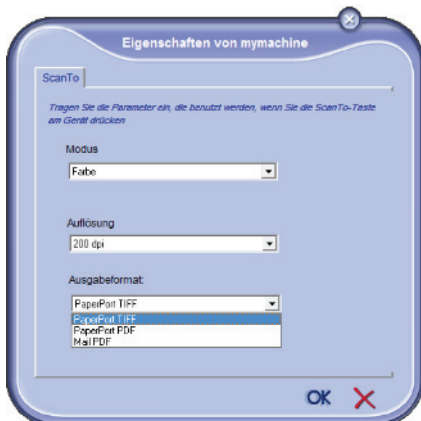 Eigenschaften von mymachine
ScanTo
Tragen Sie die Parameter ein, die benutzt werden, wenn Sie die ScanTo-Taste
am Gerät drücken
Modus
Farbe
Auflösung
200 dpi
Ausgabeformat:
PaperPort TIFF
PaperPort TIFF
PaperPort PDF
Mail PDF
OK